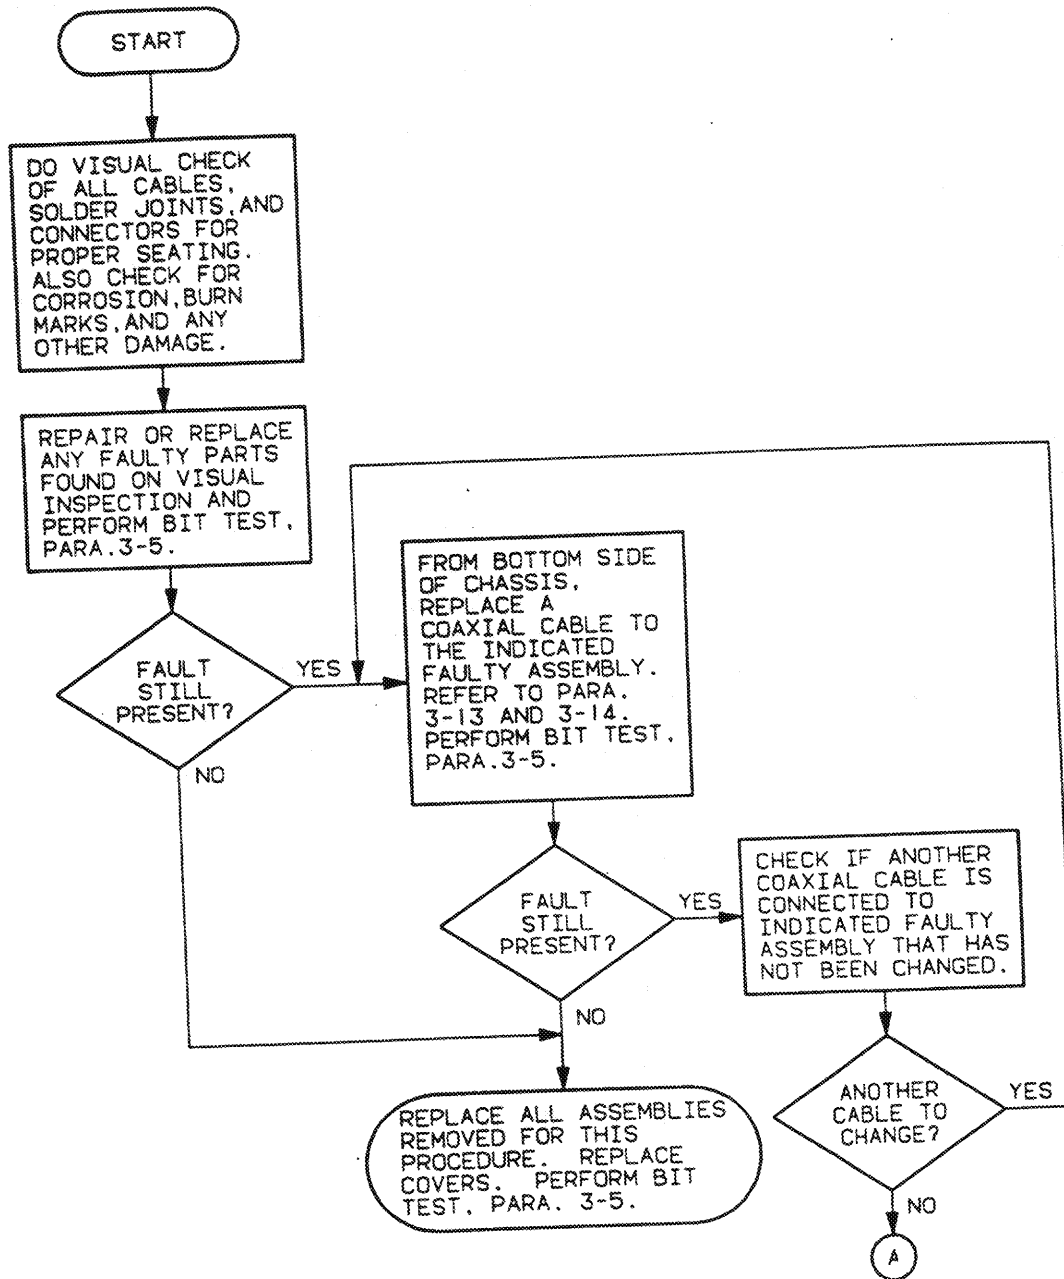 START
DO VISUAL CHECK
OF ALL CABLES,
SOLDER JOINTS,AND
CONNECTORS FOR
PROPER SEATING.
ALSO CHECK FOR
CORROSION,BURN
MARKS,AND ANY
OTHER DAMAGE.
REPAIR OR REPLACE
ANY FAULTY PARTS
FOUND ON VISUAL
INSPECTION AND
PERFORM BIT TEST,
PARA.3-5.
FAULT
STILL
PRESENT?
YES
NO
FROM BOTTOM SIDE
OF CHASSIS,
REPLACE A
COAXIAL CABLE TO
THE INDICATED
FAULTY ASSEMBLY.
REFER TO PARA.
3-13 AND 3-14.
PERFORM BIT TEST,
PARA.3-5.
FAULT
STILL
PRESENT?
YES
NO
CHECK IF ANOTHER
COAXIAL CABLE IS
CONNECTED TO
INDICATED FAULTY
ASSEMBLY THAT HAS
NOT BEEN CHANGED.
ANOTHER
CABLE TO
CHANGE?
YES
NO
A
REPLACE ALL ASSEMBLIES
REMOVED FOR THIS
PROCEDURE. REPLACE
COVERS. PERFORM BIT
TEST, PARA. 3-5.